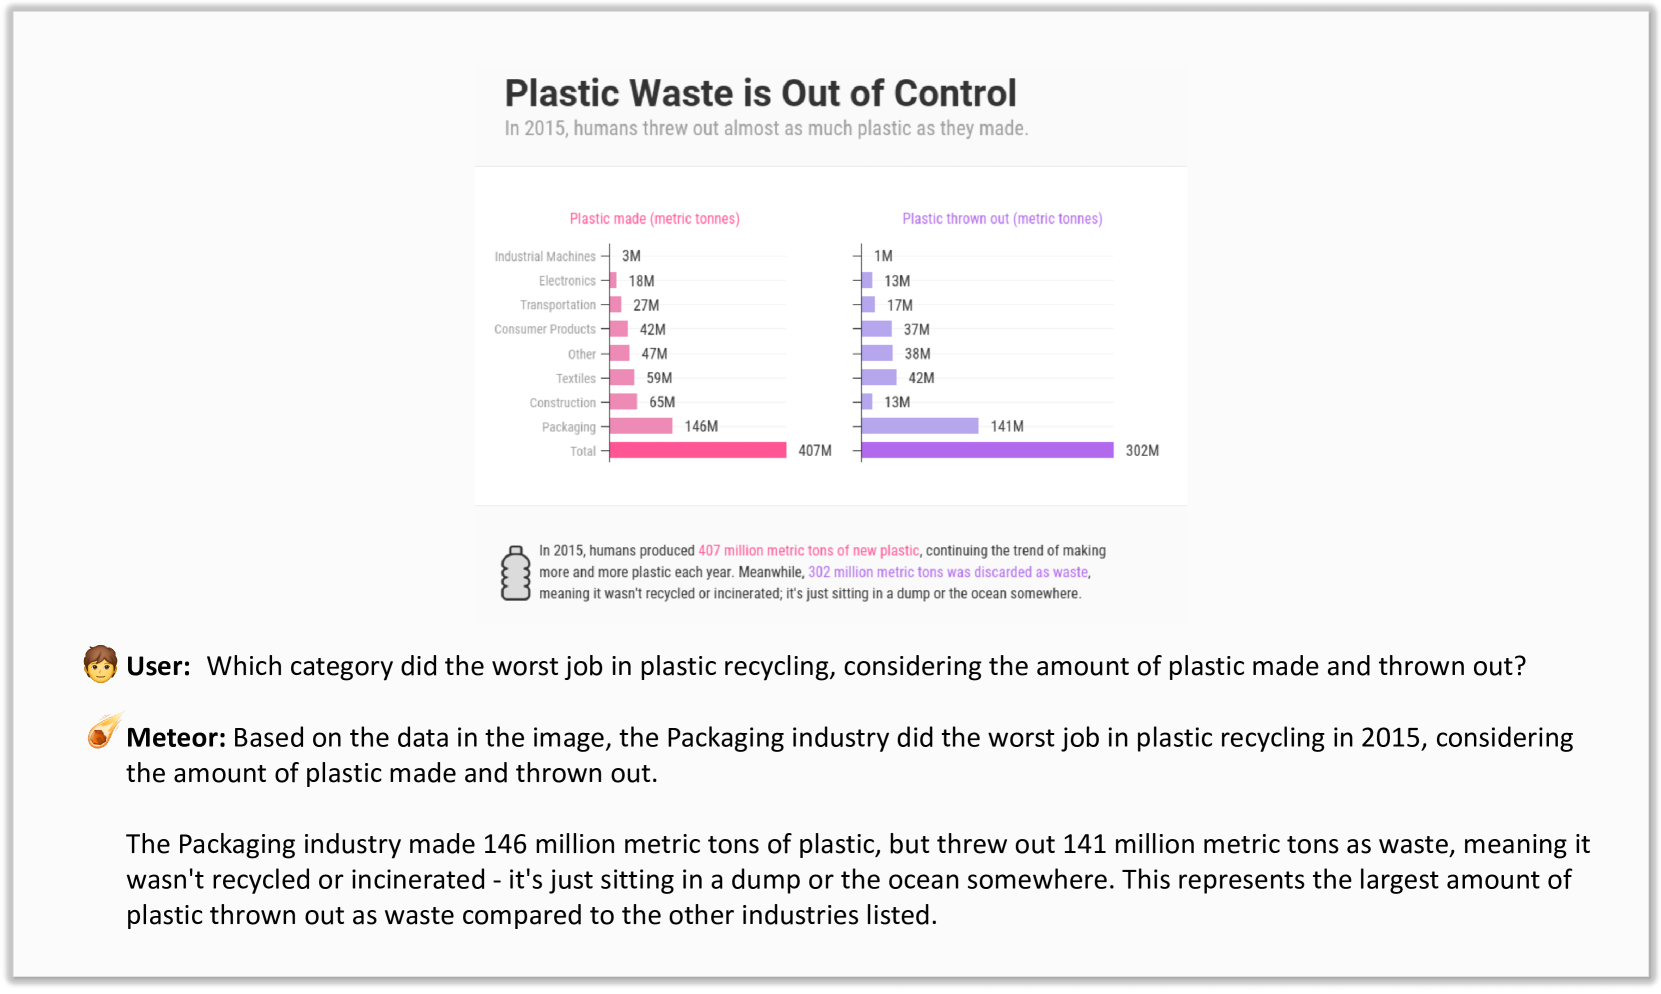 Plastic Waste is Out of Control
In 2015, humans threw out almost as much plastic as they made.
Plastic made (metric tonnes)
Plastic thrown out (metric tonnes)
Industrial Machines 3M 1M
Electronics 18M 13M
Transportation 27M 17M
Consumer Products 42M 37M
Other 47M 38M
Textiles 59M 42M
Construction 65M 13M
Packaging 146M 141M
Total 407M 302M
In 2015, humans produced 407 million metric tons of new plastic, continuing the trend of making
more and more plastic each year. Meanwhile, 302 million metric tons was discarded as waste,
meaning it wasn't recycled or incinerated; it's just sitting in a dump or the ocean somewhere.
User: Which category did the worst job in plastic recycling, considering the amount of plastic made and thrown out?
Meteor: Based on the data in the image, the Packaging industry did the worst job in plastic recycling in 2015, considering
the amount of plastic made and thrown out.
The Packaging industry made 146 million metric tons of plastic, but threw out 141 million metric tons as waste, meaning it
wasn't recycled or incinerated - it's just sitting in a dump or the ocean somewhere. This represents the largest amount of
plastic thrown out as waste compared to the other industries listed.